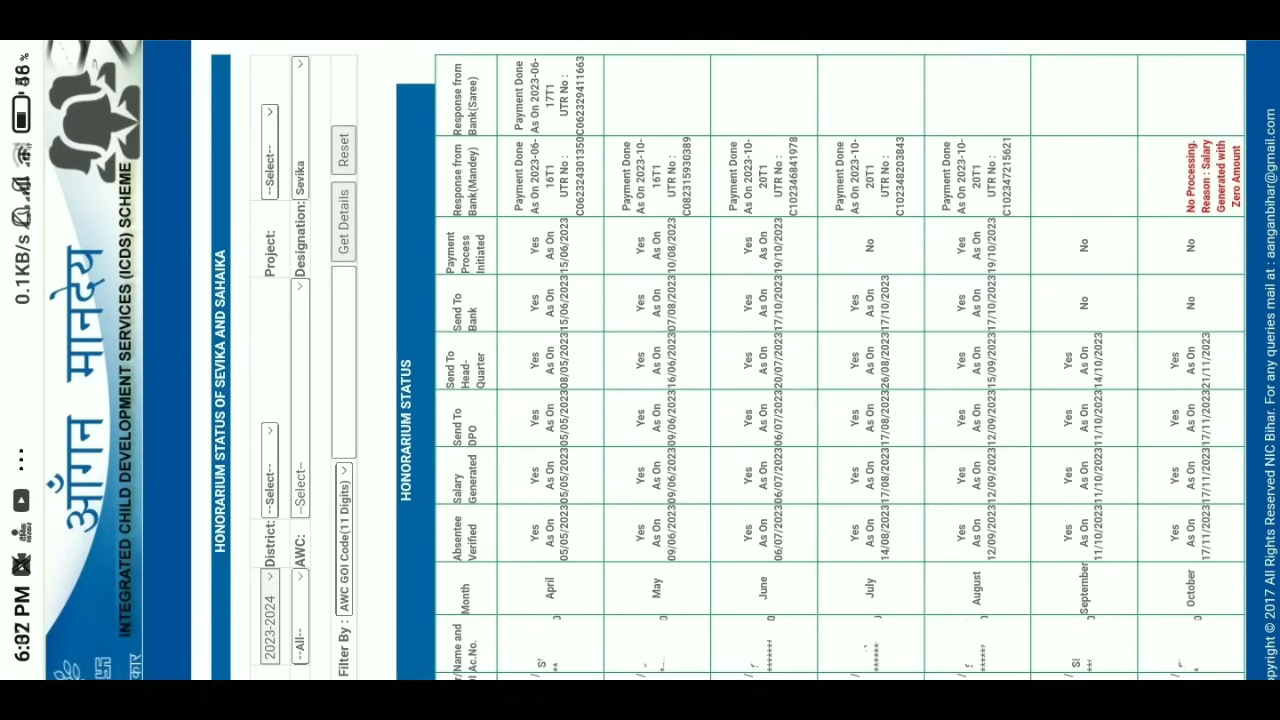 6:02 PM
0.1KB/s
58%
आँगन मानदेय
INTEGRATED CHILD DEVELOPMENT SERVICES (ICDS) SCHEME
HONORARIUM STATUS OF SEVIKA AND SAHAIKA
2023-2024 District: --Select-- Project: --Select--
--All-- AWC: --Select-- Designation: Sevika
Filter By : AWC GOI Code(11 Digits) Get Details Reset
HONORARIUM STATUS
Name and Month Absentee Salary Send To Send To Send To Payment Response from Response from
Ac.No. Verified Generated DPO Head- Bank Process Bank(Mandey) Bank(Saree)
Quarter Initiated
April Yes Yes Yes Yes Yes Yes Payment Done Payment Done
As On As On As On As On As On As On As On 2023-06- As On 2023-06-
05/05/2023 05/05/2023 05/05/2023 08/05/2023 15/06/2023 15/06/2023 16T1 17T1
UTR No : UTR No :
C062324301350 C062329411663
May Yes Yes Yes Yes Yes Yes Payment Done
As On As On As On As On As On As On As On 2023-10-
09/06/2023 09/06/2023 09/06/2023 16/06/2023 07/08/2023 10/08/2023 16T1
UTR No :
C082315930389
June Yes Yes Yes Yes Yes Yes Payment Done
As On As On As On As On As On As On As On 2023-10-
06/07/2023 06/07/2023 06/07/2023 20/07/2023 17/10/2023 19/10/2023 20T1
UTR No :
C102346841978
July Yes Yes Yes Yes Yes No Payment Done
As On As On As On As On As On As On 2023-10-
14/08/2023 17/08/2023 17/08/2023 26/08/2023 17/10/2023 20T1
UTR No :
C102348203843
August Yes Yes Yes Yes Yes Yes Payment Done
As On As On As On As On As On As On As On 2023-10-
12/09/2023 12/09/2023 12/09/2023 15/09/2023 17/10/2023 19/10/2023 20T1
UTR No :
C102347215621
September Yes Yes Yes Yes No No
As On As On As On As On
11/10/2023 11/10/2023 11/10/2023 14/10/2023
October Yes Yes Yes Yes No No No Processing.
As On As On As On As On Reason : Salary
17/11/2023 17/11/2023 17/11/2023 21/11/2023 Generated with
Zero Amount
opyright © 2017 All Rights Reserved NIC Bihar. For any queries mail at : aanganbihar@gmail.com